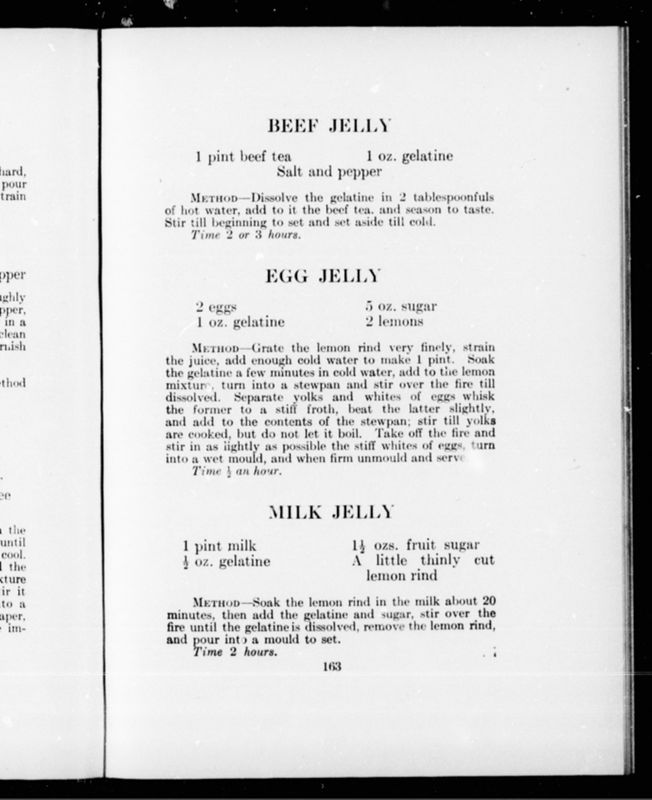 hard,
pour
train
pper
ghly
pper,
in a
clean
rnish
thod
ee
the
until
cool.
the
xture
ir it
to a
aper,
im-
BEEF JELLY
1 pint beef tea 1 oz. gelatine
Salt and pepper
METHOD—Dissolve the gelatine in 2 tablespoonfuls
of hot water, add to it the beef tea, and season to taste.
Stir till beginning to set and set aside till cold.
Time 2 or 3 hours.
EGG JELLY
2 eggs 5 oz. sugar
1 oz. gelatine 2 lemons
METHOD—Grate the lemon rind very finely, strain
the juice, add enough cold water to make 1 pint. Soak
the gelatine a few minutes in cold water, add to the lemon
mixture, turn into a stewpan and stir over the fire till
dissolved. Separate yolks and whites of eggs whisk
the former to a stiff froth, beat the latter slightly,
and add to the contents of the stewpan; stir till yolks
are cooked, but do not let it boil. Take off the fire and
stir in as lightly as possible the stiff whites of eggs, turn
into a wet mould, and when firm unmould and serve
Time ½ an hour.
MILK JELLY
1 pint milk 1½ ozs. fruit sugar
½ oz. gelatine A little thinly cut
lemon rind
METHOD—Soak the lemon rind in the milk about 20
minutes, then add the gelatine and sugar, stir over the
fire until the gelatine is dissolved, remove the lemon rind,
and pour into a mould to set.
Time 2 hours.
163